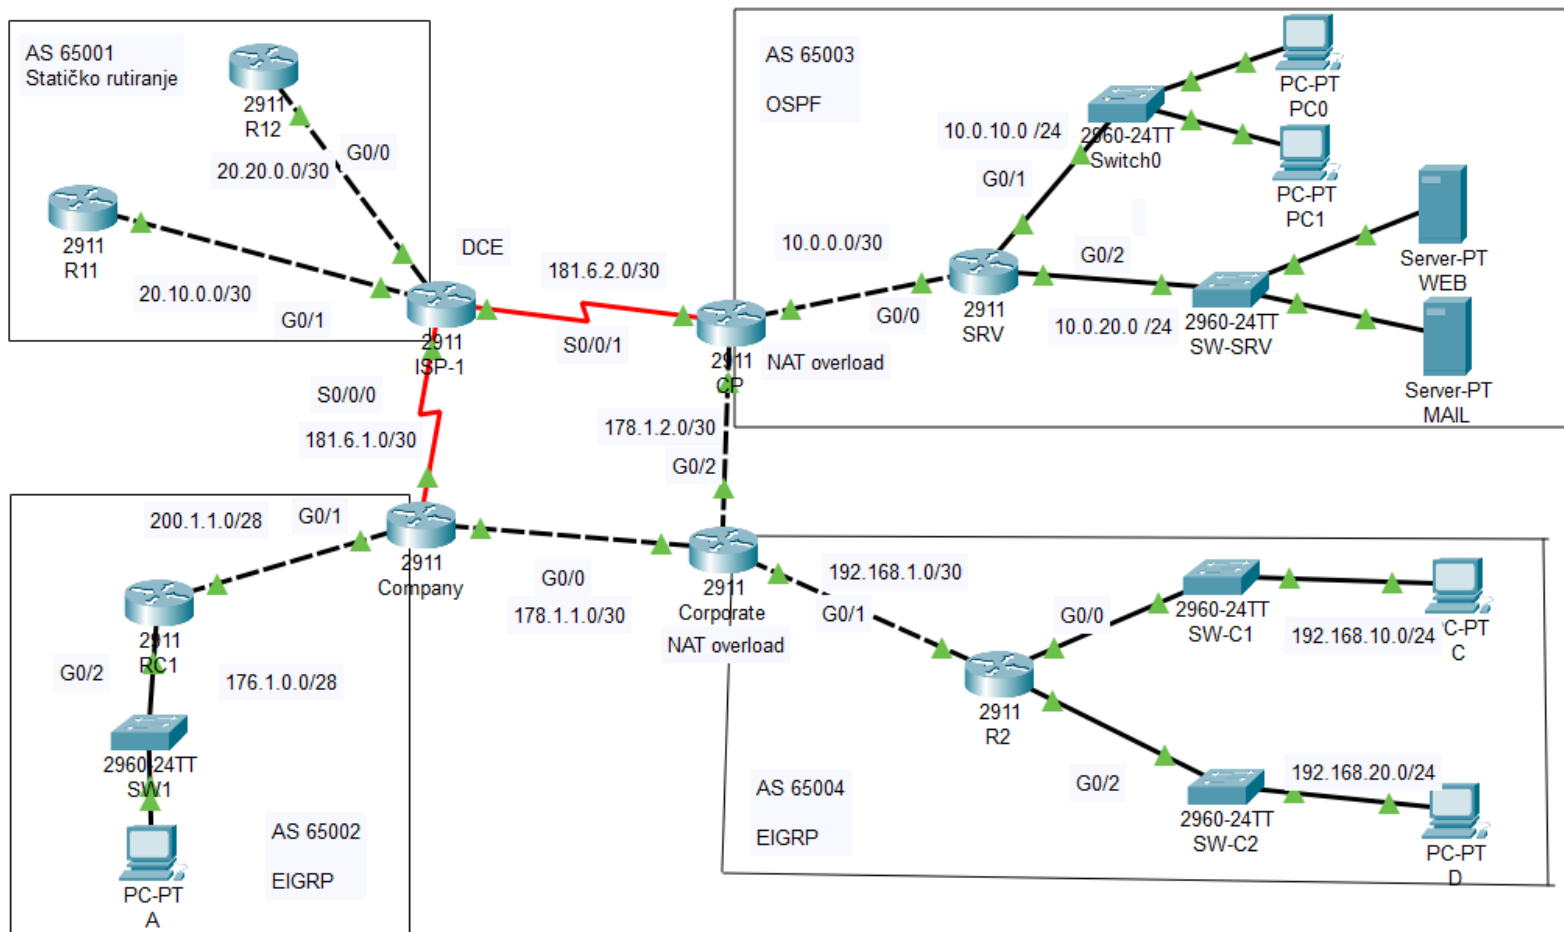 AS 65001
Statičko rutiranje
2911
R12
G0/0
20.20.0.0/30
2911
R11
20.10.0.0/30
G0/1
DCE
181.6.2.0/30
S0/0/1
2911
ISP-1
S0/0/0
181.6.1.0/30
AS 65003
OSPF
PC-PT
PC0
2960-24TT
Switch0
10.0.10.0 /24
G0/1
PC-PT
PC1
10.0.0.0/30
G0/0
2911
SRV
G0/2
10.0.20.0 /24
2960-24TT
SW-SRV
Server-PT
WEB
Server-PT
MAIL
2911
CP
NAT overload
178.1.2.0/30
G0/2
200.1.1.0/28
G0/1
2911
Company
G0/0
178.1.1.0/30
2911
Corporate
NAT overload
192.168.1.0/30
G0/1
2911
RC1
G0/2
176.1.0.0/28
2960-24TT
SW1
PC-PT
A
AS 65002
EIGRP
2911
R2
G0/0
2960-24TT
SW-C1
192.168.10.0/24
C-PT
C
G0/2
2960-24TT
SW-C2
192.168.20.0/24
PC-PT
D
AS 65004
EIGRP